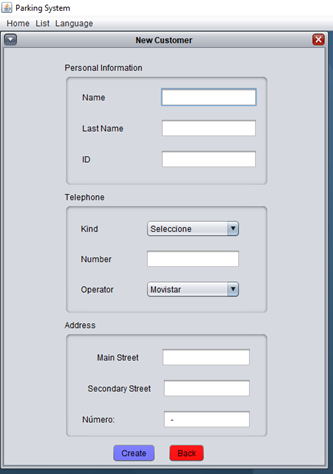 Parking System
Home List Language
New Customer
Personal Information
Name
Last Name
ID
Telephone
Kind Seleccione
Number
Operator Movistar
Address
Main Street
Secondary Street
Número: -
Create Back